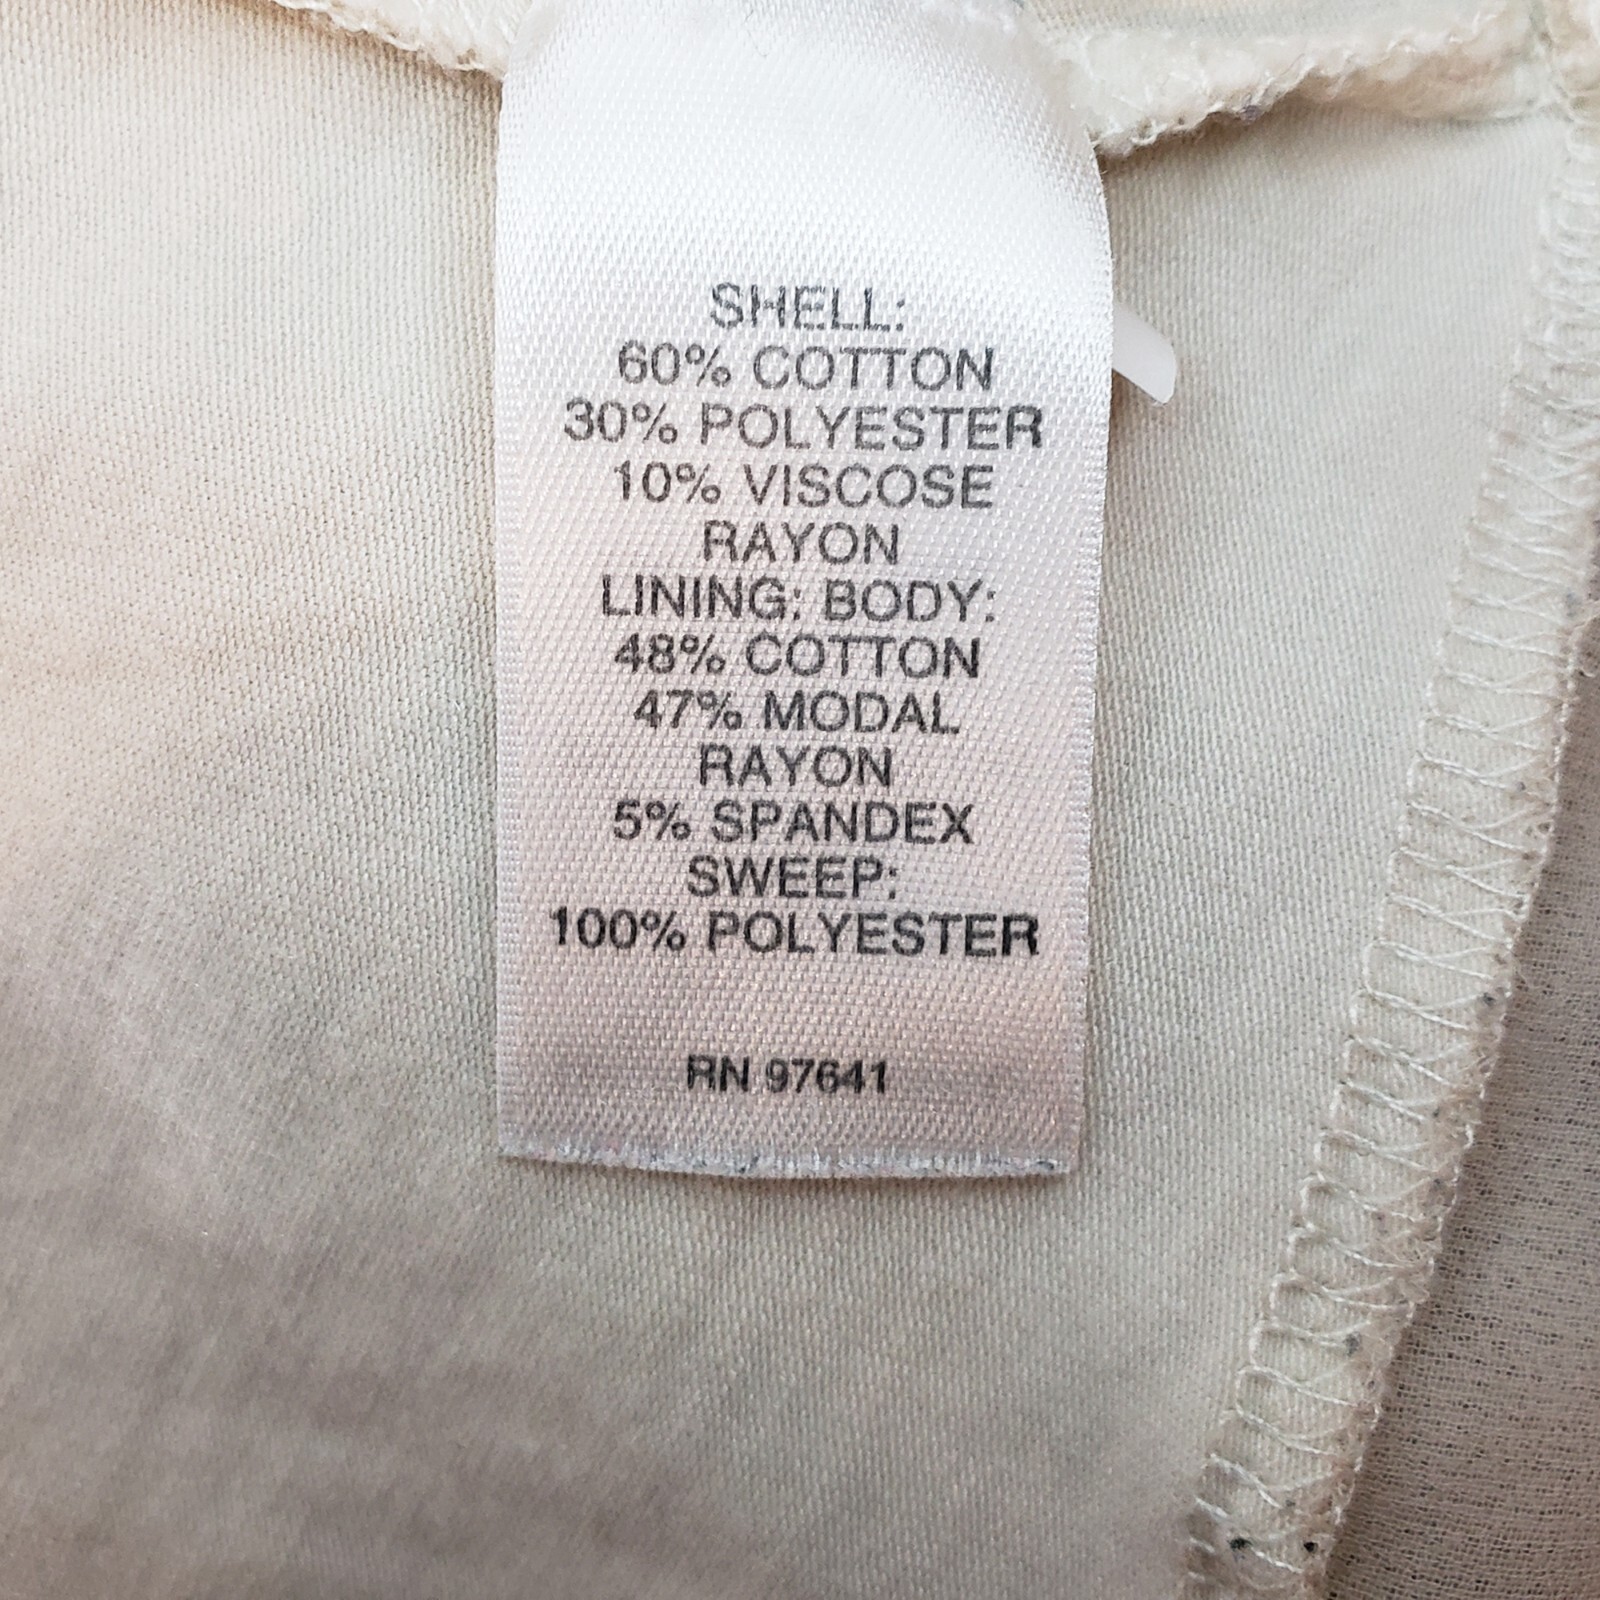 SHELL:
60% COTTON
30% POLYESTER
10% VISCOSE
RAYON
LINING: BODY:
48% COTTON
47% MODAL
RAYON
5% SPANDEX
SWEEP:
100% POLYESTER
RN 97641